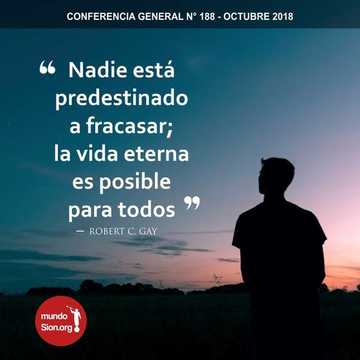 CONFERENCIA GENERAL N° 188 - OCTUBRE 2018
“ Nadie está
predestinado
a fracasar;
la vida eterna
es posible
para todos ”
— ROBERT C. GAY
mundo
Sion.org